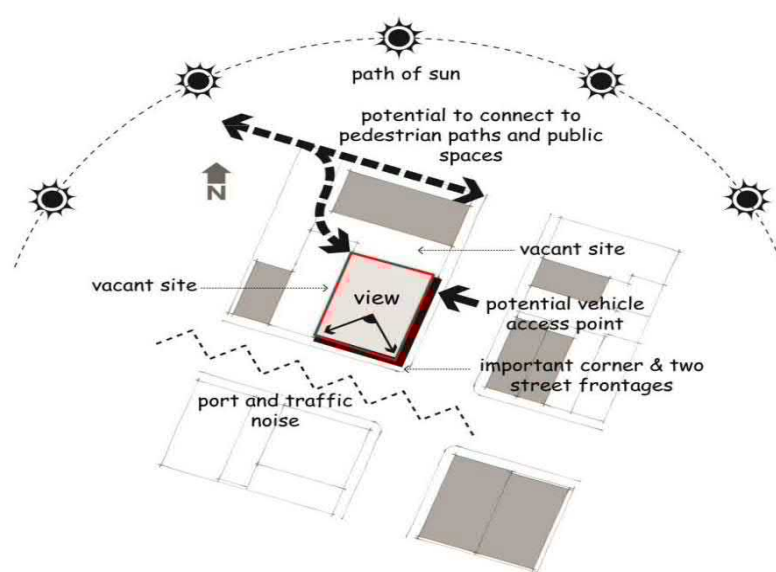 path of sun
potential to connect to
pedestrian paths and public
spaces
N
vacant site
vacant site
view
potential vehicle
access point
important corner & two
street frontages
port and traffic
noise